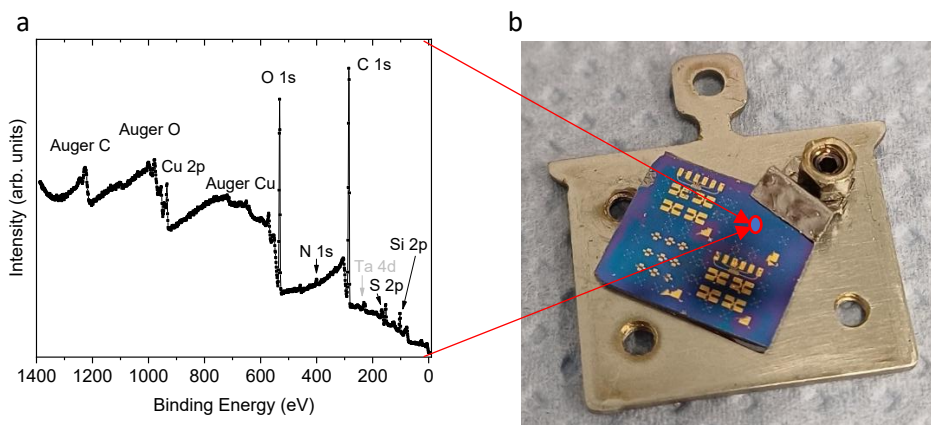 a
b
O 1s
C 1s
Auger O
Auger C
Cu 2p
Auger Cu
N 1s
Si 2p
Ta 4d
S 2p
Intensity (arb. units)
1400 1200 1000 800 600 400 200 0
Binding Energy (eV)